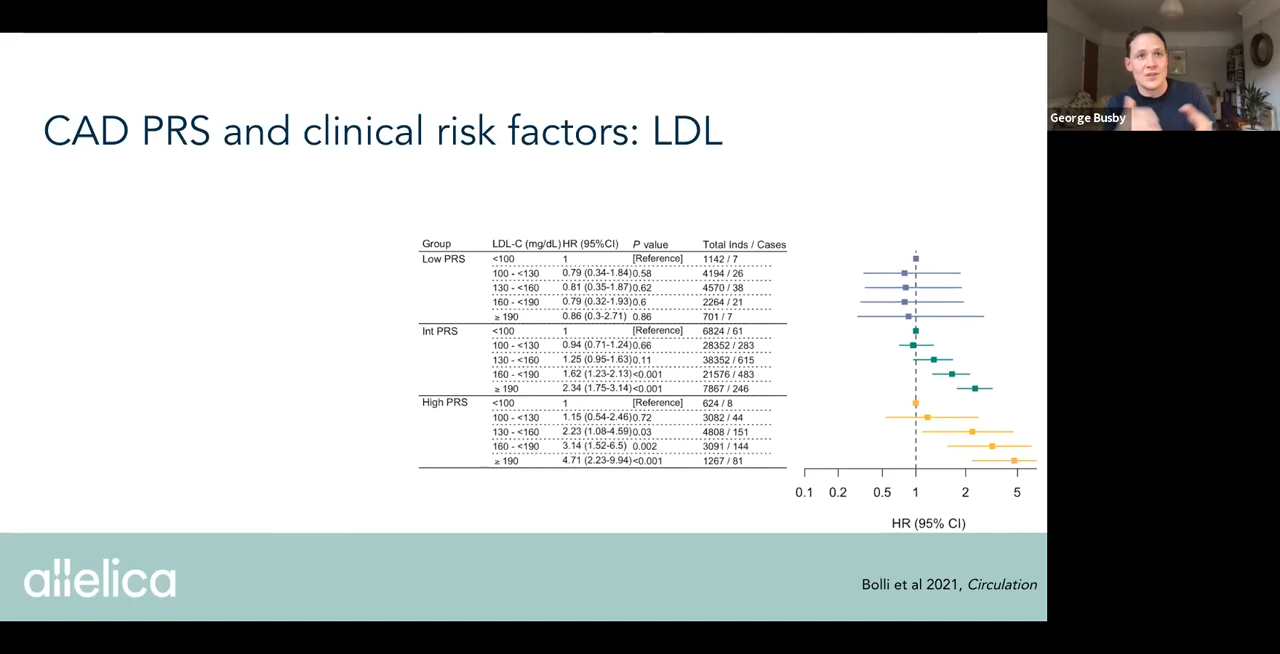 CAD PRS and clinical risk factors: LDL
George Busby
Group LDL-C (mg/dL) HR (95%CI) P value Total Inds / Cases
Low PRS <100 1 [Reference] 1142 / 7
100 - <130 0.79 (0.34-1.84) 0.58 4194 / 26
130 - <160 0.81 (0.35-1.87) 0.62 4570 / 38
160 - <190 0.79 (0.32-1.93) 0.6 2264 / 21
≥ 190 0.86 (0.3-2.71) 0.86 701 / 7
Int PRS <100 1 [Reference] 6824 / 61
100 - <130 0.94 (0.71-1.24) 0.66 28352 / 283
130 - <160 1.25 (0.95-1.63) 0.11 38352 / 615
160 - <190 1.62 (1.23-2.13) <0.001 21576 / 483
≥ 190 2.34 (1.75-3.14) <0.001 7867 / 246
High PRS <100 1 [Reference] 624 / 8
100 - <130 1.15 (0.54-2.46) 0.72 3082 / 44
130 - <160 2.23 (1.08-4.59) 0.03 4808 / 151
160 - <190 3.14 (1.52-6.5) 0.002 3091 / 144
≥ 190 4.71 (2.23-9.94) <0.001 1267 / 81
0.1 0.2 0.5 1 2 5
HR (95% CI)
allelica
Bolli et al 2021, Circulation